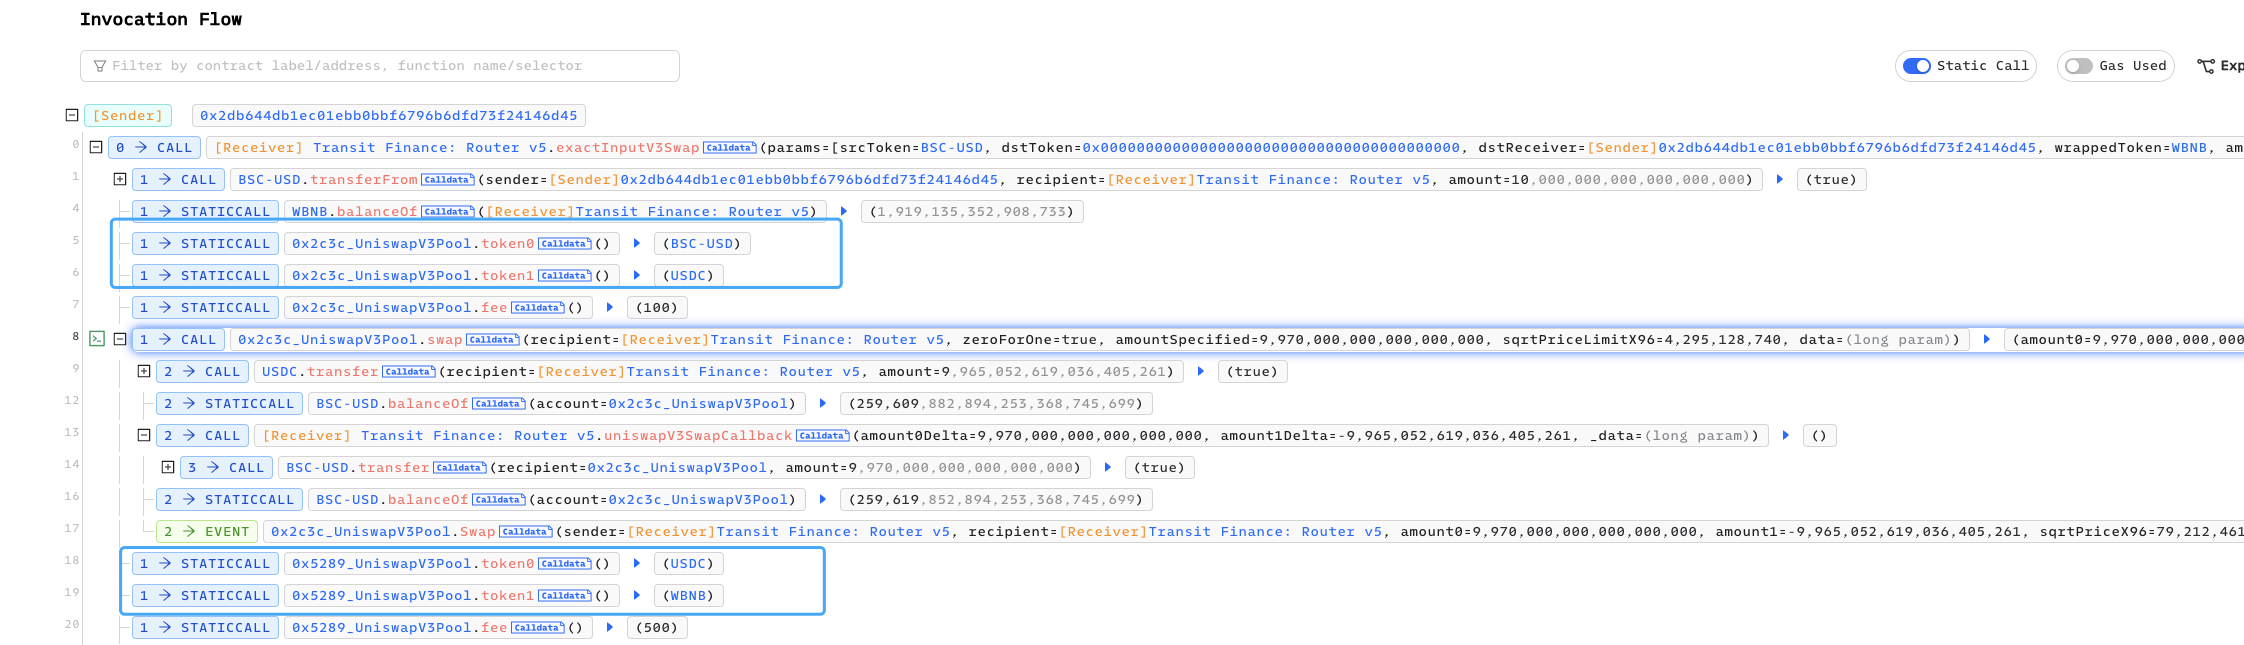 Invocation Flow
Filter by contract label/address, function name/selector
Static Call Gas Used Exp
[Sender] 0x2db644db1ec01ebb0bbf6796b6dfd73f24146d45
0 0 → CALL [Receiver] Transit Finance: Router v5.exactInputV3Swap Calldata (params=[srcToken=BSC-USD, dstToken=0x0000000000000000000000000000000000000000, dstReceiver=[Sender]0x2db644db1ec01ebb0bbf6796b6dfd73f24146d45, wrappedToken=WBNB, am
1 1 → CALL BSC-USD.transferFrom Calldata (sender=[Sender]0x2db644db1ec01ebb0bbf6796b6dfd73f24146d45, recipient=[Receiver]Transit Finance: Router v5, amount=10,000,000,000,000,000,000) (true)
4 1 → STATICCALL WBNB.balanceOf Calldata ([Receiver]Transit Finance: Router v5) (1,919,135,352,908,733)
5 1 → STATICCALL 0x2c3c_UniswapV3Pool.token0 Calldata () (BSC-USD)
6 1 → STATICCALL 0x2c3c_UniswapV3Pool.token1 Calldata () (USDC)
7 1 → STATICCALL 0x2c3c_UniswapV3Pool.fee Calldata () (100)
8 1 → CALL 0x2c3c_UniswapV3Pool.swap Calldata (recipient=[Receiver]Transit Finance: Router v5, zeroForOne=true, amountSpecified=9,970,000,000,000,000,000, sqrtPriceLimitX96=4,295,128,740, data=(long param)) (amount0=9,970,000,000,000
9 2 → CALL USDC.transfer Calldata (recipient=[Receiver]Transit Finance: Router v5, amount=9,965,052,619,036,405,261) (true)
12 2 → STATICCALL BSC-USD.balanceOf Calldata (account=0x2c3c_UniswapV3Pool) (259,609,882,894,253,368,745,699)
13 2 → CALL [Receiver] Transit Finance: Router v5.uniswapV3SwapCallback Calldata (amount0Delta=9,970,000,000,000,000,000, amount1Delta=-9,965,052,619,036,405,261, _data=(long param)) ()
14 3 → CALL BSC-USD.transfer Calldata (recipient=0x2c3c_UniswapV3Pool, amount=9,970,000,000,000,000,000) (true)
16 2 → STATICCALL BSC-USD.balanceOf Calldata (account=0x2c3c_UniswapV3Pool) (259,619,852,894,253,368,745,699)
17 2 → EVENT 0x2c3c_UniswapV3Pool.Swap Calldata (sender=[Receiver]Transit Finance: Router v5, recipient=[Receiver]Transit Finance: Router v5, amount0=9,970,000,000,000,000,000, amount1=-9,965,052,619,036,405,261, sqrtPriceX96=79,212,461
18 1 → STATICCALL 0x5289_UniswapV3Pool.token0 Calldata () (USDC)
19 1 → STATICCALL 0x5289_UniswapV3Pool.token1 Calldata () (WBNB)
20 1 → STATICCALL 0x5289_UniswapV3Pool.fee Calldata () (500)